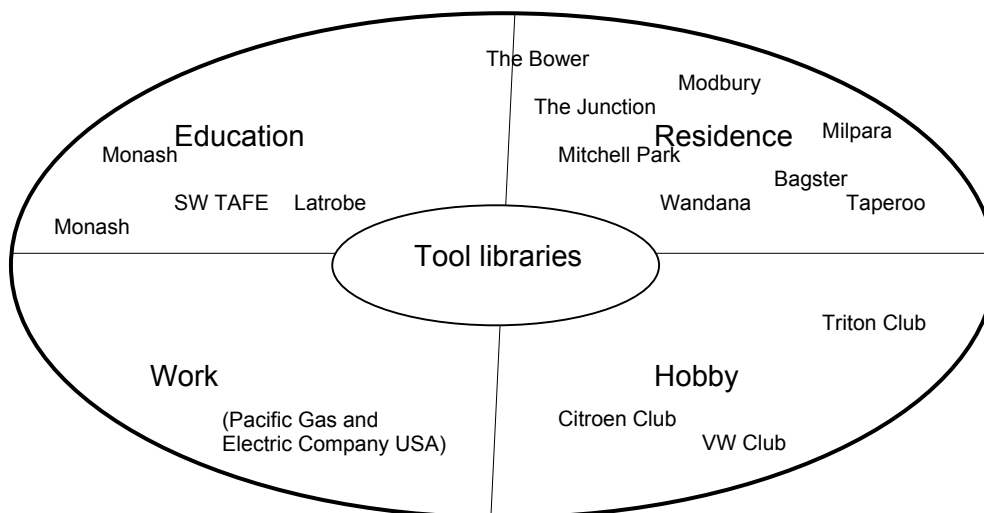 The Bower
Modbury
The Junction
Education
Residence
Milpara
Monash
Mitchell Park
Bagster
SW TAFE
Latrobe
Wandana
Taperoo
Monash
Tool libraries
Triton Club
Work
Hobby
(Pacific Gas and
Electric Company USA)
Citroen Club
VW Club